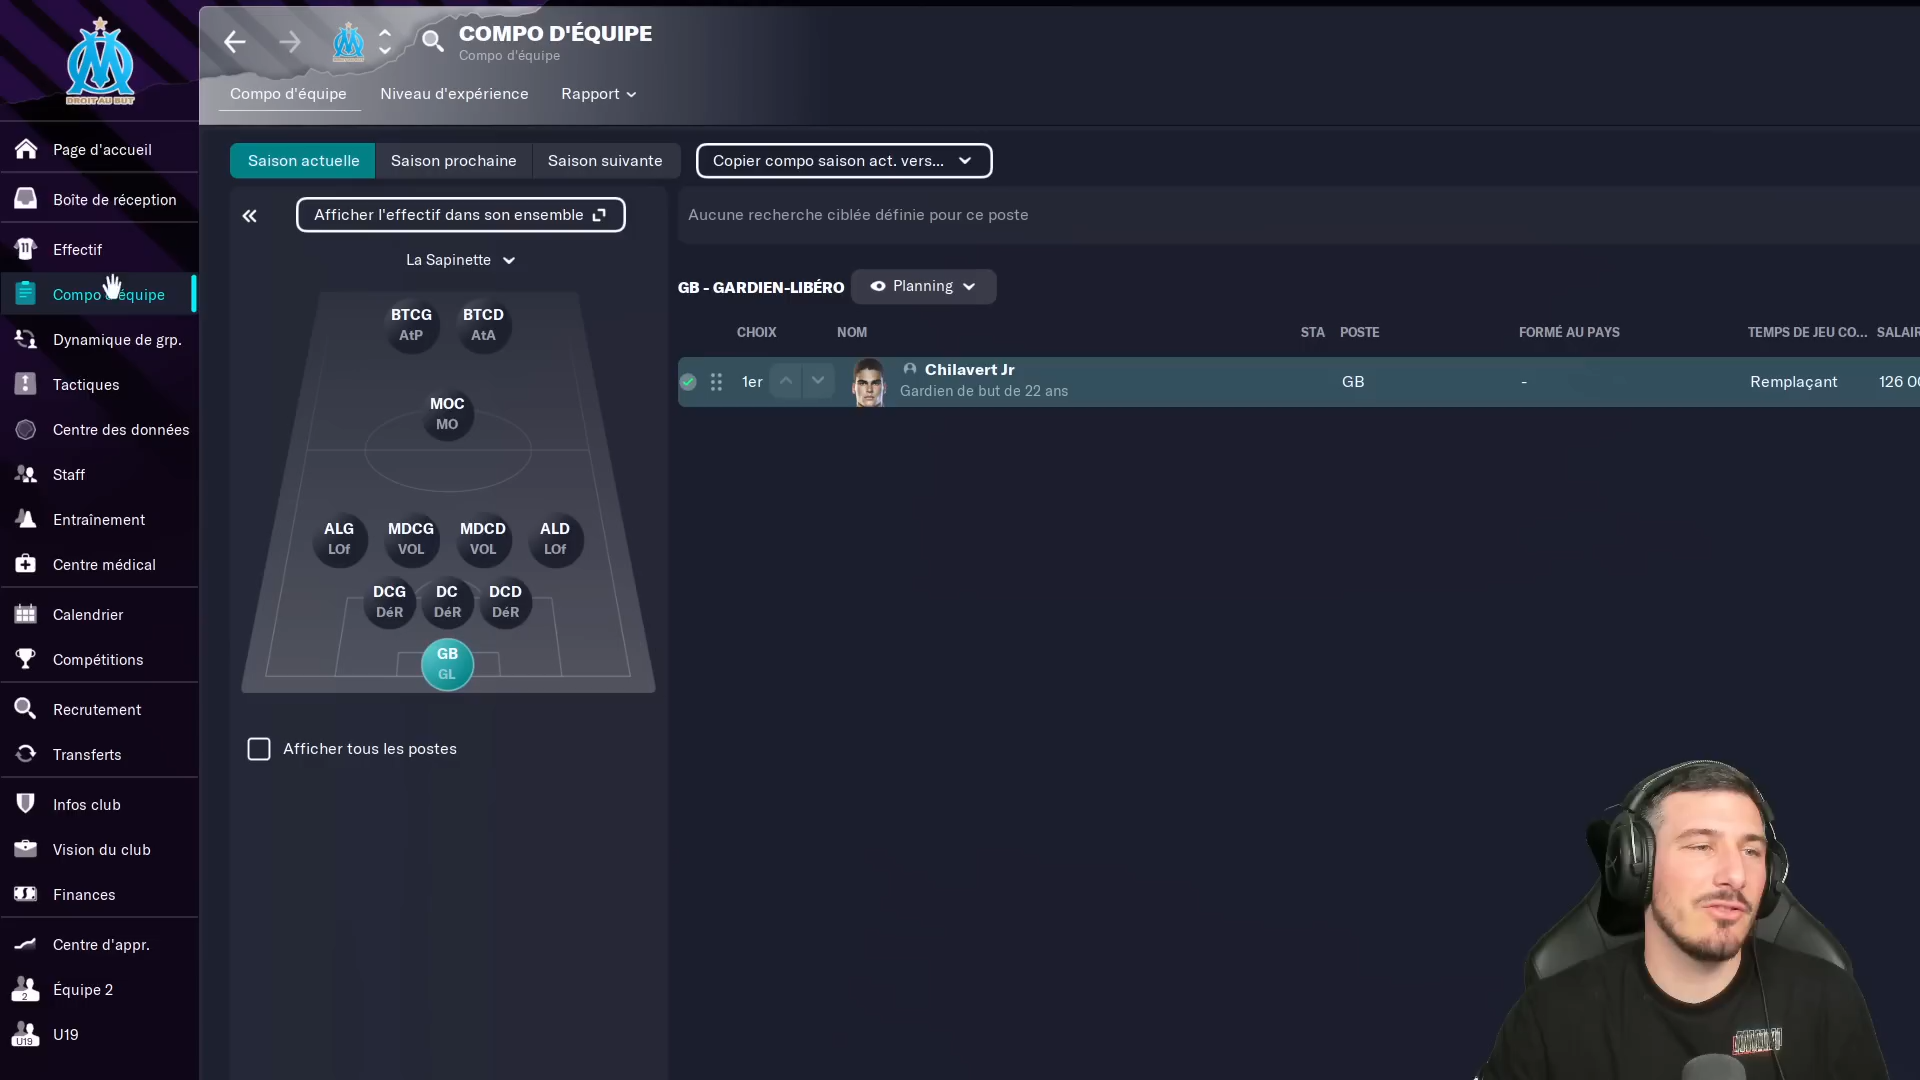 DROIT AU BUT
COMPO D'ÉQUIPE
Compo d'équipe
Compo d'équipe
Niveau d'expérience
Rapport
Page d'accueil
Boîte de réception
Effectif
Compo d'équipe
Dynamique de grp.
Tactiques
Centre des données
Staff
Entraînement
Centre médical
Calendrier
Compétitions
Recrutement
Transferts
Infos club
Vision du club
Finances
Centre d'appr.
2
Équipe 2
U19
U19
Saison actuelle
Saison prochaine
Saison suivante
Copier compo saison act. vers...
Afficher l'effectif dans son ensemble
La Sapinette
BTCG
AtP
BTCD
AtA
MOC
MO
ALG
LOf
MDCG
VOL
MDCD
VOL
ALD
LOf
DCG
DéR
DC
DéR
DCD
DéR
GB
GL
Afficher tous les postes
Aucune recherche ciblée définie pour ce poste
GB - GARDIEN-LIBÉRO
Planning
CHOIX
NOM
STA
POSTE
FORMÉ AU PAYS
TEMPS DE JEU CO...
SALAIR
1er
Chilavert Jr
Gardien de but de 22 ans
GB
-
Remplaçant
126 00